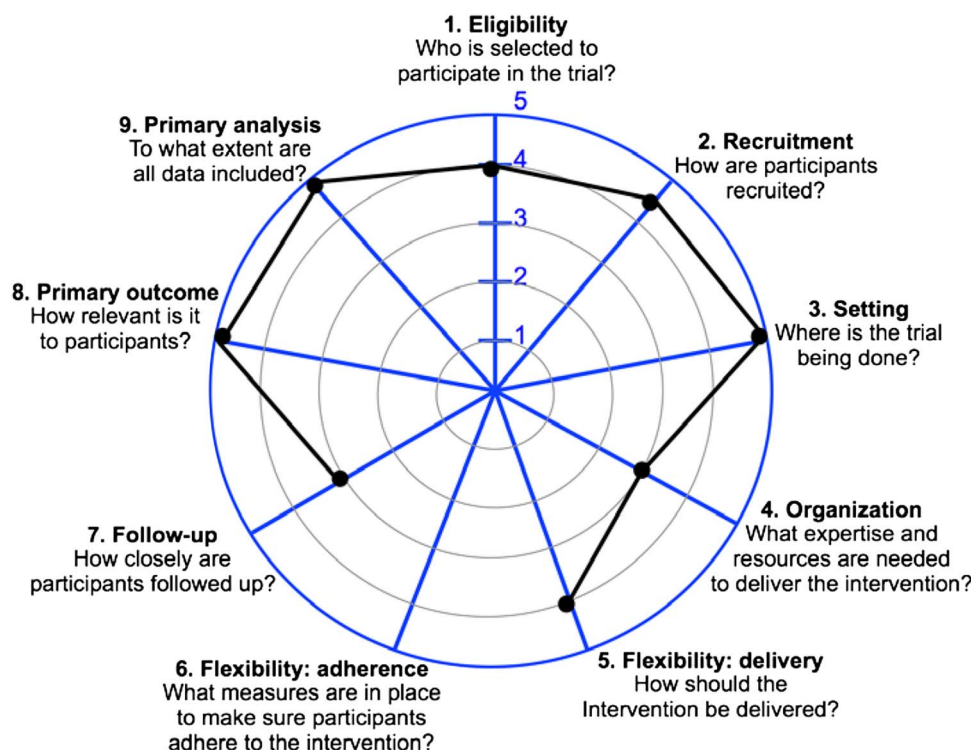 1. Eligibility
Who is selected to
participate in the trial?
5
4
3
2
1
2. Recruitment
How are participants
recruited?
3. Setting
Where is the trial
being done?
4. Organization
What expertise and
resources are needed
to deliver the intervention?
5. Flexibility: delivery
How should the
Intervention be delivered?
6. Flexibility: adherence
What measures are in place
to make sure participants
adhere to the intervention?
7. Follow-up
How closely are
participants followed up?
8. Primary outcome
How relevant is it
to participants?
9. Primary analysis
To what extent are
all data included?